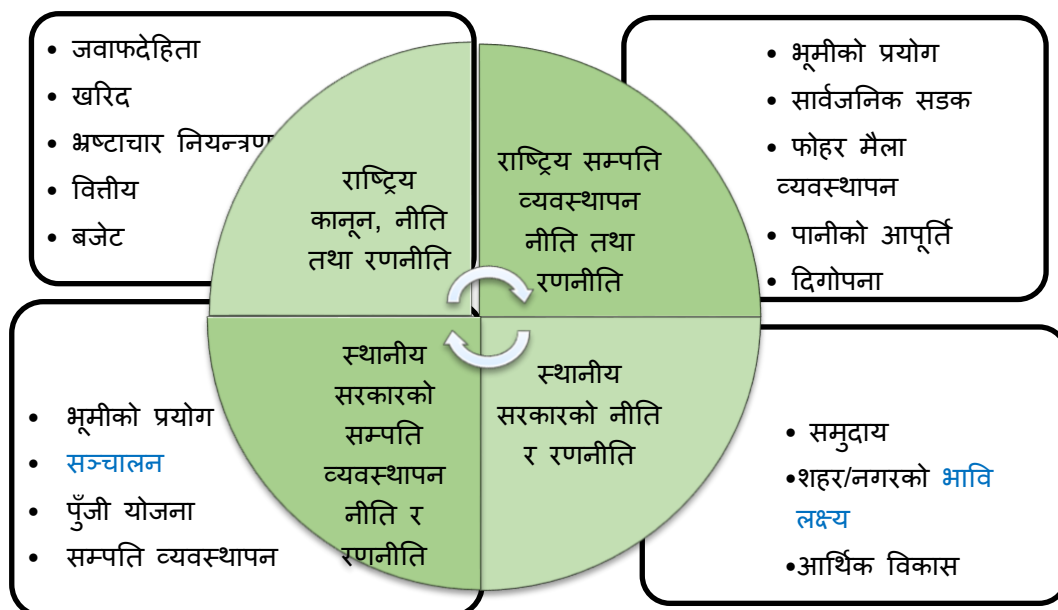 • जवाफदेहिता
• खरिद
• भ्रष्टाचार नियन्त्रण
• वित्तीय
• बजेट
राष्ट्रिय
कानून, नीति
तथा रणनीति
राष्ट्रिय सम्पति
व्यवस्थापन
नीति तथा
रणनीति
• भूमीको प्रयोग
• सार्वजनिक सडक
• फोहर मैला
व्यवस्थापन
• पानीको आपूर्ति
• दिगोपना
• भूमीको प्रयोग
• सञ्चालन
• पुँजी योजना
• सम्पति व्यवस्थापन
स्थानीय
सरकारको
सम्पति
व्यवस्थापन
नीति र
रणनीति
स्थानीय
सरकारको नीति
र रणनीति
• समुदाय
•शहर/नगरको भावि
लक्ष्य
•आर्थिक विकास